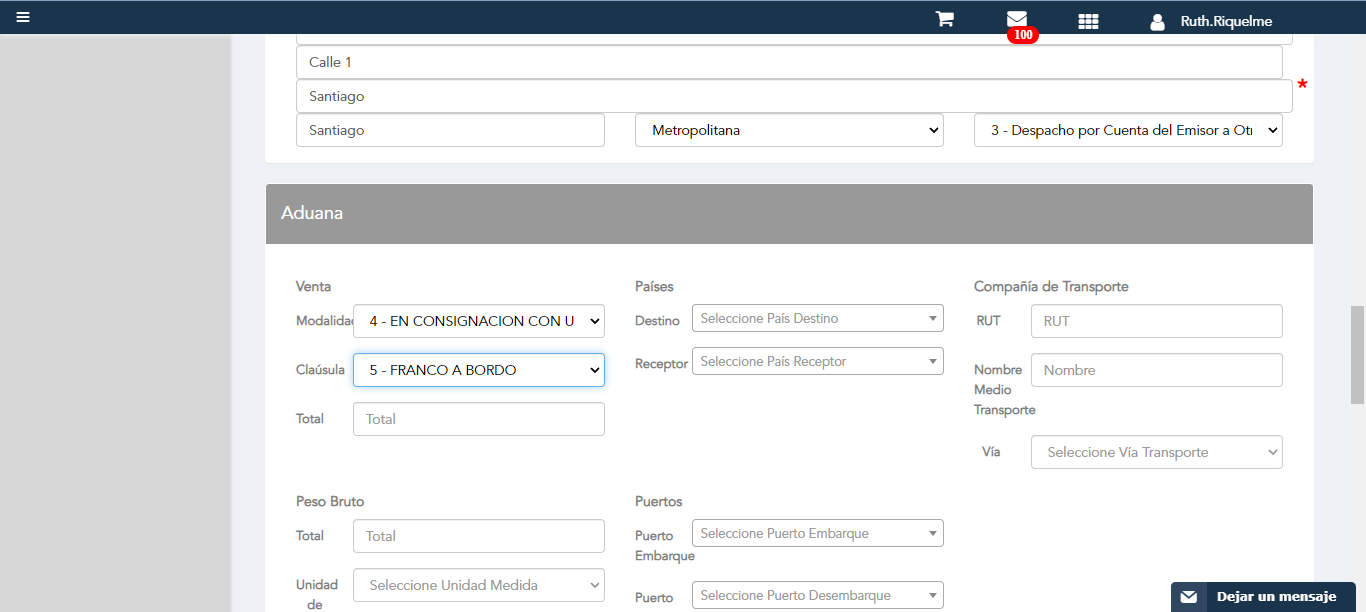 Ruth.Riquelme
100
Calle 1
Santiago
*
Santiago
Metropolitana
3 - Despacho por Cuenta del Emisor a Otr
Aduana
Venta
Países
Compañía de Transporte
Modalidad
4 - EN CONSIGNACION CON U
Destino
Seleccione País Destino
RUT
RUT
Claúsula
5 - FRANCO A BORDO
Receptor
Seleccione País Receptor
Nombre
Medio
Transporte
Nombre
Total
Total
Vía
Seleccione Vía Transporte
Peso Bruto
Puertos
Total
Total
Puerto
Embarque
Seleccione Puerto Embarque
Unidad
de
Seleccione Unidad Medida
Puerto
Seleccione Puerto Desembarque
Dejar un mensaje